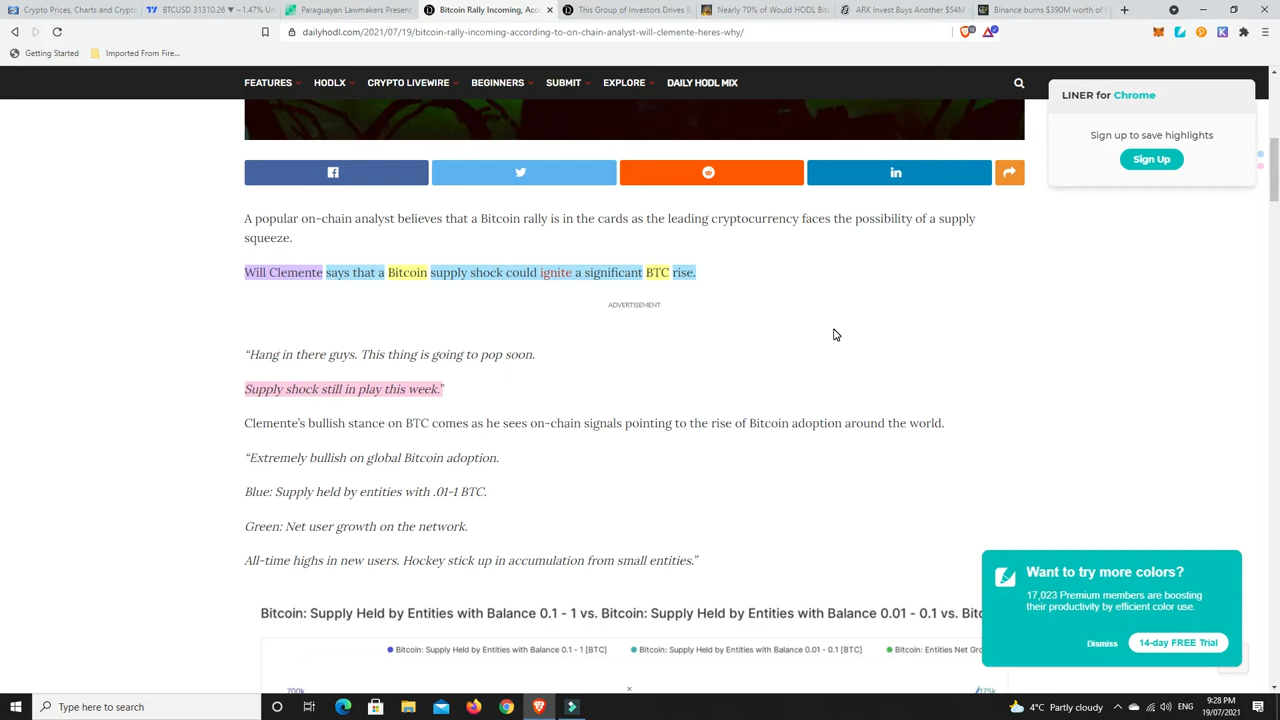 Crypto Prices, Charts and Crypto
BTCUSD 31310.26 ▼ −1.47% Un
Paraguayan Lawmakers Present
Bitcoin Rally Incoming, Acc
This Group of Investors Drives B
Nearly 70% of Would HODL Bit
ARK Invest Buys Another $54M
Binance burns $390M worth of
dailyhodl.com/2021/07/19/bitcoin-rally-incoming-according-to-on-chain-analyst-will-clemente-heres-why/
Getting Started
Imported From Fire...
FEATURES
HODLX
CRYPTO LIVEWIRE
BEGINNERS
SUBMIT
EXPLORE
DAILY HODL MIX
LINER for Chrome
Sign up to save highlights
Sign Up
A popular on-chain analyst believes that a Bitcoin rally is in the cards as the leading cryptocurrency faces the possibility of a supply
squeeze.
Will Clemente says that a Bitcoin supply shock could ignite a significant BTC rise.
ADVERTISEMENT
“Hang in there guys. This thing is going to pop soon.
Supply shock still in play this week.”
Clemente’s bullish stance on BTC comes as he sees on-chain signals pointing to the rise of Bitcoin adoption around the world.
“Extremely bullish on global Bitcoin adoption.
Blue: Supply held by entities with .01-1 BTC.
Green: Net user growth on the network.
All-time highs in new users. Hockey stick up in accumulation from small entities.”
Bitcoin: Supply Held by Entities with Balance 0.1 - 1 vs. Bitcoin: Supply Held by Entities with Balance 0.01 - 0.1 vs. Bitc
Bitcoin: Supply Held by Entities with Balance 0.1 - 1 [BTC]
Bitcoin: Supply Held by Entities with Balance 0.01 - 0.1 [BTC]
Bitcoin: Entities Net Gro
700k
175k
Want to try more colors?
17,023 Premium members are boosting
their productivity by efficient color use.
Dismiss
14-day FREE Trial
Type here to search
4°C Partly cloudy
ENG
9:28 PM
19/07/2021